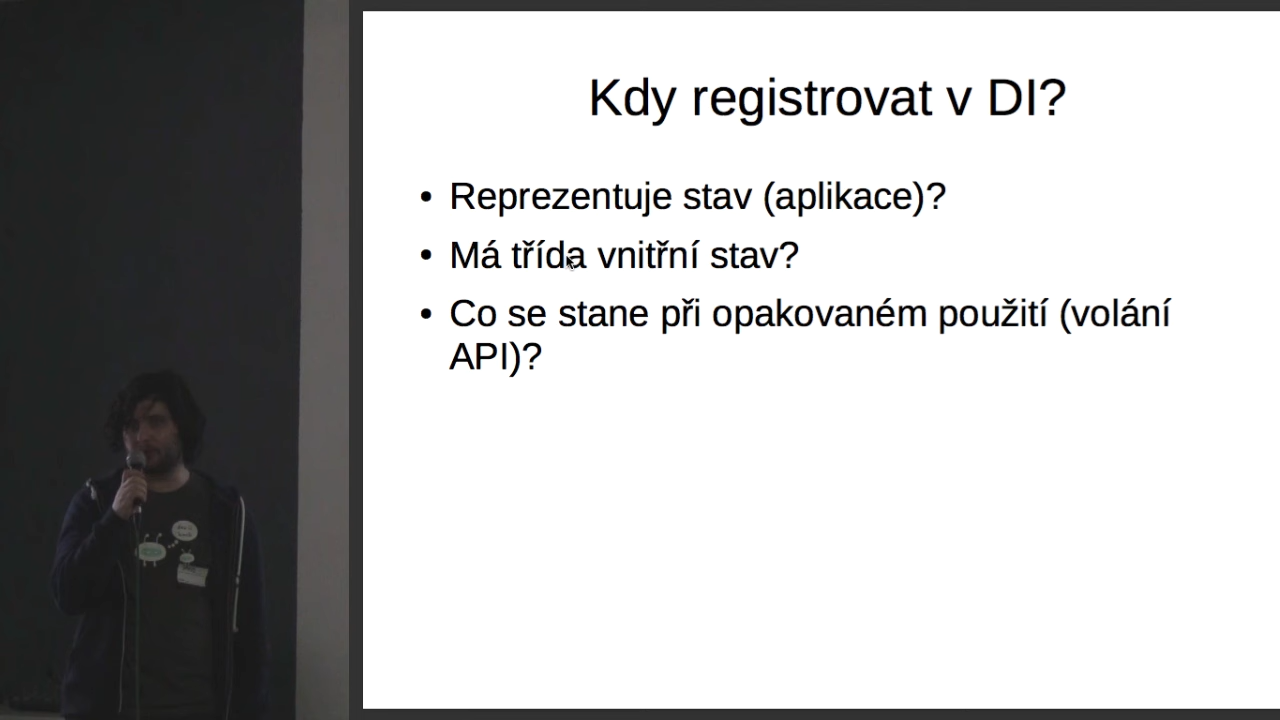 Kdy registrovat v DI?
• Reprezentuje stav (aplikace)?
• Má třída vnitřní stav?
• Co se stane při opakovaném použití (volání
API)?